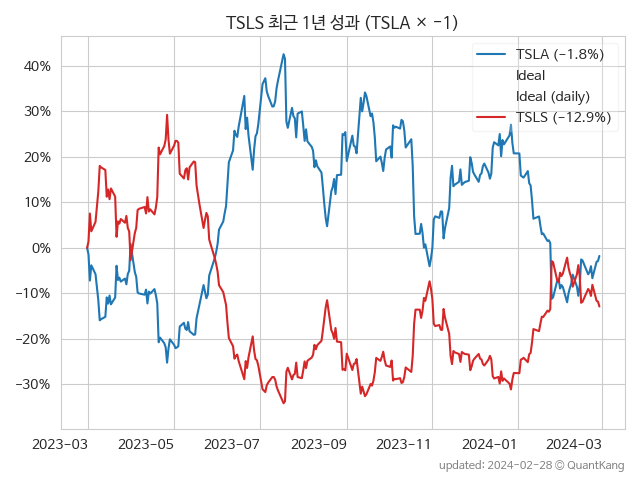 TSLS 최근 1년 성과 (TSLA × −1)
TSLA (−1.8%)
Ideal
Ideal (daily)
TSLS (−12.9%)
40%
30%
20%
10%
0%
−10%
−20%
−30%
2023-03 2023-05 2023-07 2023-09 2023-11 2024-01 2024-03
updated: 2024-02-28 © QuantKang